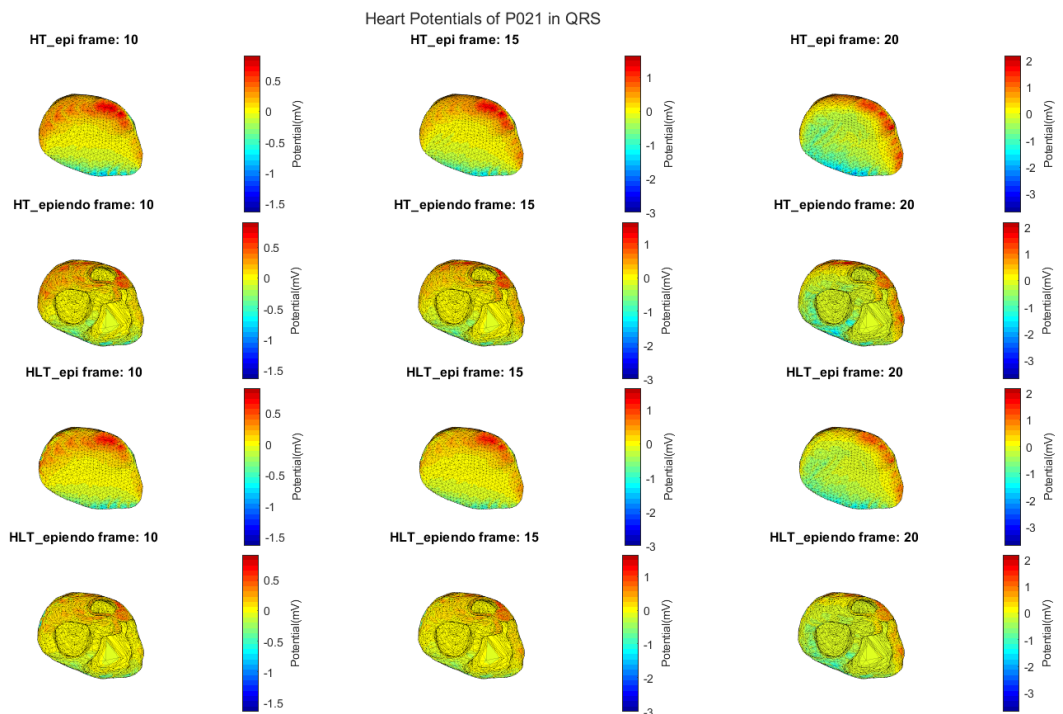 Heart Potentials of P021 in QRS
HT_epi frame: 10
HT_epi frame: 15
HT_epi frame: 20
0.5
0
-0.5
-1
-1.5
Potential(mV)
1
0
-1
-2
-3
Potential(mV)
2
1
0
-1
-2
-3
Potential(mV)
HT_epiendo frame: 10
HT_epiendo frame: 15
HT_epiendo frame: 20
0.5
0
-0.5
-1
-1.5
Potential(mV)
1
0
-1
-2
-3
Potential(mV)
2
1
0
-1
-2
-3
Potential(mV)
HLT_epi frame: 10
HLT_epi frame: 15
HLT_epi frame: 20
0.5
0
-0.5
-1
-1.5
Potential(mV)
1
0
-1
-2
-3
Potential(mV)
2
1
0
-1
-2
-3
Potential(mV)
HLT_epiendo frame: 10
HLT_epiendo frame: 15
HLT_epiendo frame: 20
0.5
0
-0.5
-1
-1.5
Potential(mV)
1
0
-1
-2
-3
Potential(mV)
2
1
0
-1
-2
-3
Potential(mV)